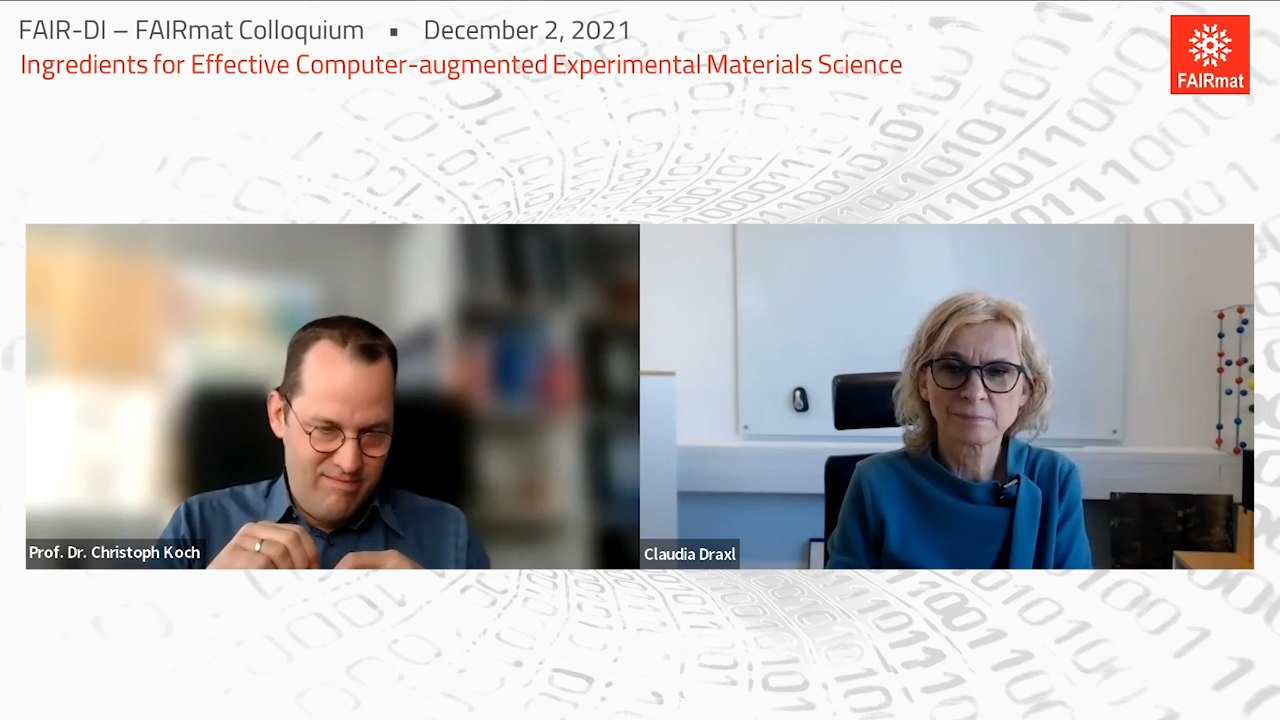 FAIR-DI – FAIRmat Colloquium ▪ December 2, 2021
Ingredients for Effective Computer-augmented Experimental Materials Science
FAIRmat
Prof. Dr. Christoph Koch
Claudia Draxl